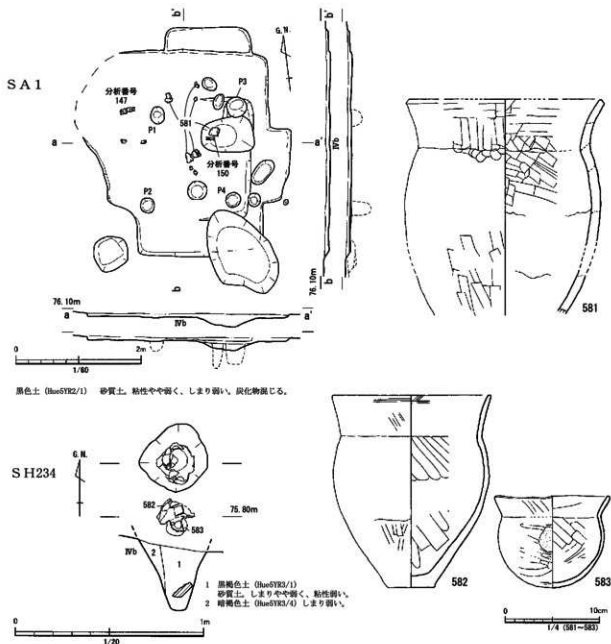 b'
G.N.
SA1
分析番号
147
P3
581
P1
a
a'
IVb
分析番号
150
P2
P4
b
76.10m
b
b'
76.10m
a
a'
IVb
0
2m
1/60
黒色土 (Hue5YR2/1) 砂質土。粘性やや弱く、しまり弱い。炭化物混じる。
581
G.N.
SH234
582
75.80m
583
IVb
2
1
1 黒褐色土 (Hue5YR3/1)
砂質土。しまりやや弱く、粘性弱い。
2 暗褐色土 (Hue5YR3/4) しまり弱い。
0
1m
1/20
582
583
0
10cm
1/4 (581～583)